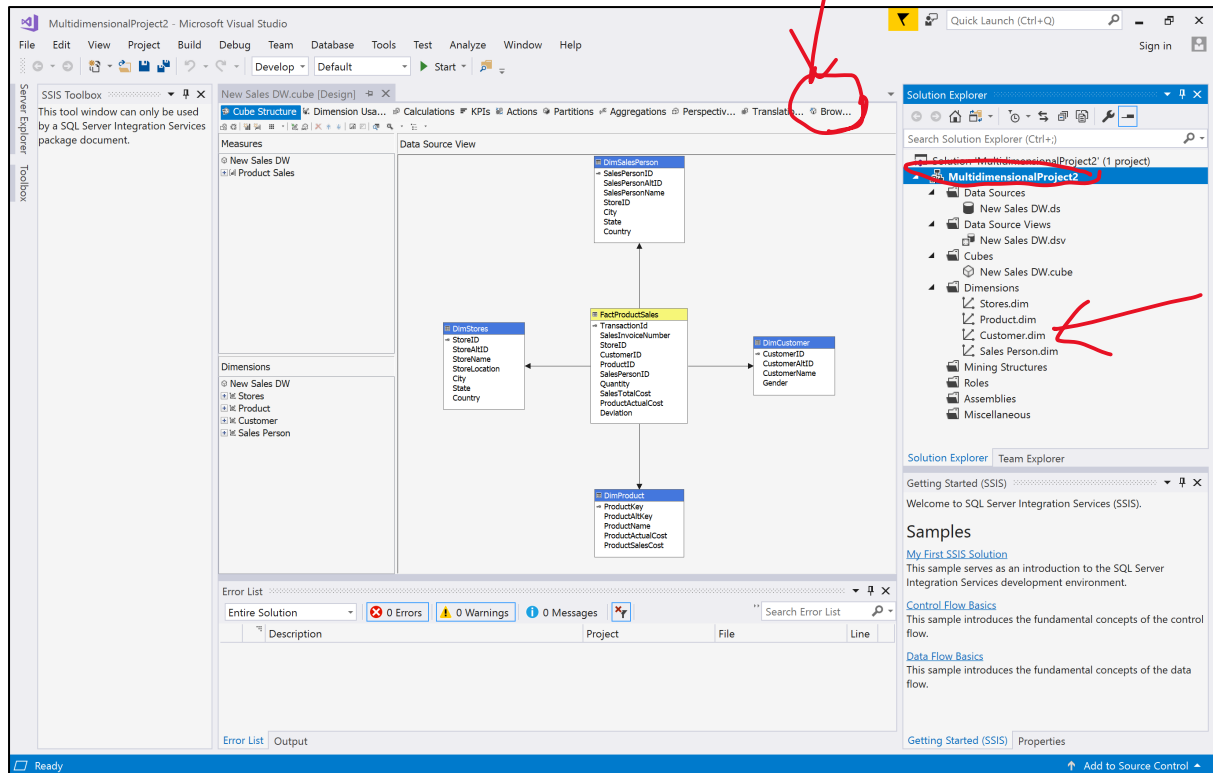 MultidimensionalProject2 - Microsoft Visual Studio
Quick Launch (Ctrl+Q)
File Edit View Project Build Debug Team Database Tools Test Analyze Window Help
Sign in
Develop Default Start
Server Explorer
Toolbox
SSIS Toolbox
This tool window can only be used
by a SQL Server Integration Services
package document.
New Sales DW.cube [Design]
Cube Structure Dimension Usa... Calculations KPIs Actions Partitions Aggregations Perspectiv... Translatio... Brow...
Measures
New Sales DW
Product Sales
Dimensions
New Sales DW
Stores
Product
Customer
Sales Person
Data Source View
DimSalesPerson
SalesPersonID
SalesPersonAltID
SalesPersonName
StoreID
City
State
Country
DimStores
StoreID
StoreAltID
StoreName
StoreLocation
City
State
Country
FactProductSales
TransactionId
SalesInvoiceNumber
StoreID
CustomerID
ProductID
SalesPersonID
Quantity
SalesTotalCost
ProductActualCost
Deviation
DimCustomer
CustomerID
CustomerAltID
CustomerName
Gender
DimProduct
ProductKey
ProductAltKey
ProductName
ProductActualCost
ProductSalesCost
Error List
Entire Solution 0 Errors 0 Warnings 0 Messages Search Error List
Description Project File Line
Error List Output
Solution Explorer
Search Solution Explorer (Ctrl+;)
Solution 'MultidimensionalProject2' (1 project)
MultidimensionalProject2
Data Sources
New Sales DW.ds
Data Source Views
New Sales DW.dsv
Cubes
New Sales DW.cube
Dimensions
Stores.dim
Product.dim
Customer.dim
Sales Person.dim
Mining Structures
Roles
Assemblies
Miscellaneous
Solution Explorer Team Explorer
Getting Started (SSIS)
Welcome to SQL Server Integration Services (SSIS).
Samples
My First SSIS Solution
This sample serves as an introduction to the SQL Server
Integration Services development environment.
Control Flow Basics
This sample introduces the fundamental concepts of the control
flow.
Data Flow Basics
This sample introduces the fundamental concepts of the data
flow.
Getting Started (SSIS) Properties
Ready
Add to Source Control